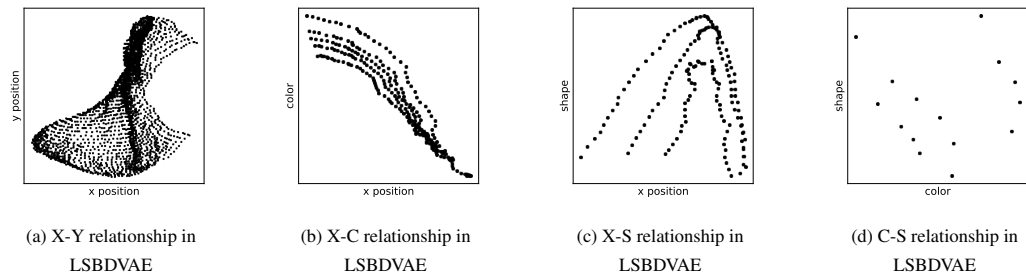 y position
x position
color
x position
shape
x position
shape
color
(a) X-Y relationship in
LSBDVAE
(b) X-C relationship in
LSBDVAE
(c) X-S relationship in
LSBDVAE
(d) C-S relationship in
LSBDVAE